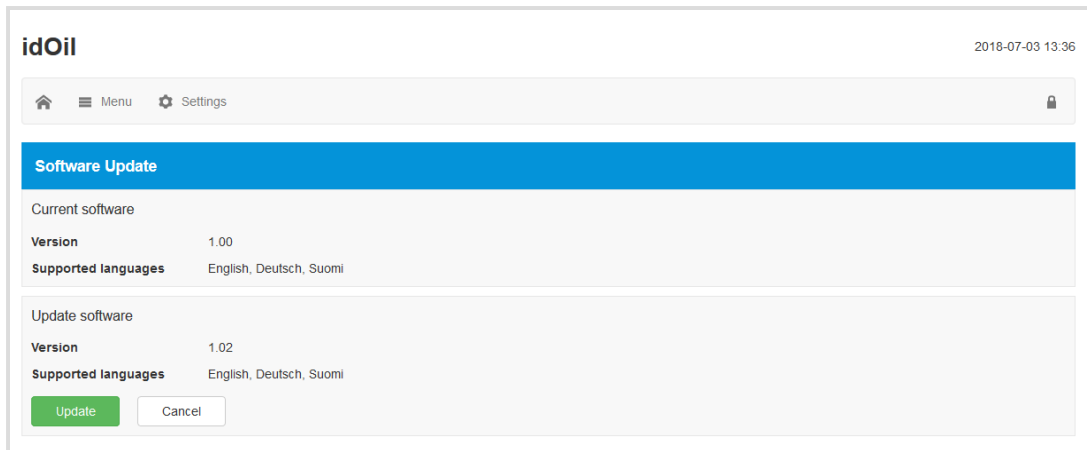 idOil
2018-07-03 13:36
Menu Settings
Software Update
Current software
Version 1.00
Supported languages English, Deutsch, Suomi
Update software
Version 1.02
Supported languages English, Deutsch, Suomi
Update Cancel